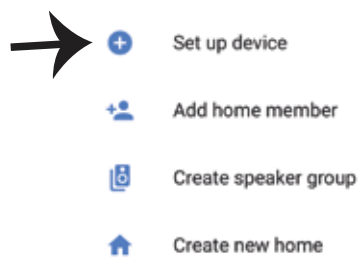 Set up device
Add home member
Create speaker group
Create new home